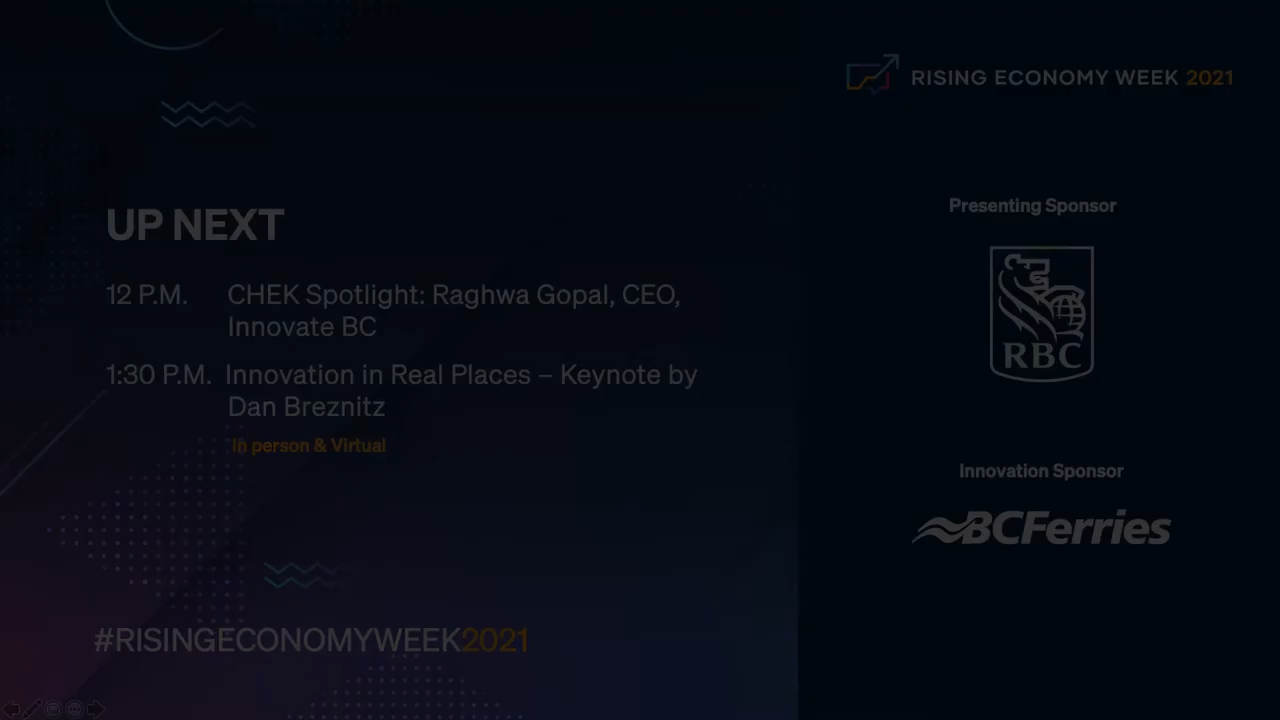 RISING ECONOMY WEEK 2021
UP NEXT
12 P.M. CHEK Spotlight: Raghwa Gopal, CEO,
Innovate BC
1:30 P.M. Innovation in Real Places – Keynote by
Dan Breznitz
In person & Virtual
#RISINGECONOMYWEEK2021
Presenting Sponsor
RBC
Innovation Sponsor
BCFerries